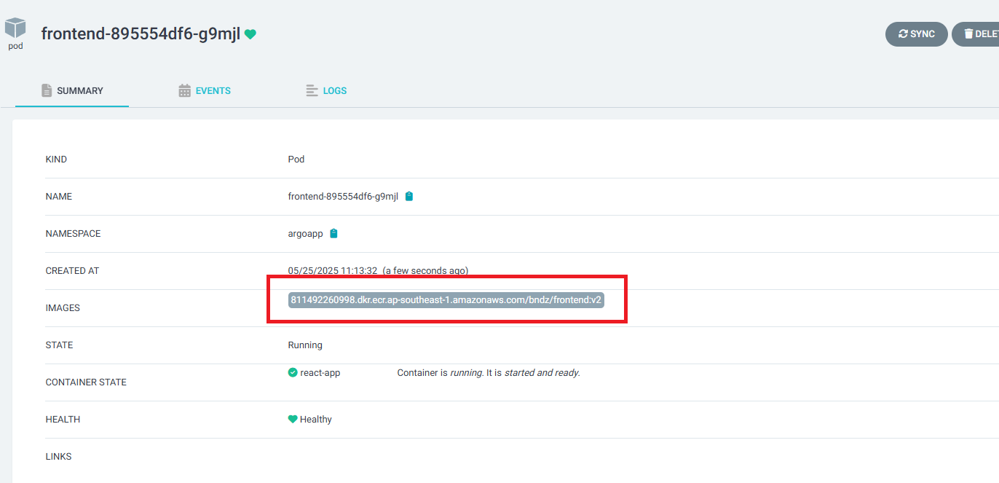 frontend-895554df6-g9mjl
pod
SYNC
DELET
SUMMARY EVENTS LOGS
KIND Pod
NAME frontend-895554df6-g9mjl
NAMESPACE argoapp
CREATED AT 05/25/2025 11:13:32 (a few seconds ago)
IMAGES 811492260998.dkr.ecr.ap-southeast-1.amazonaws.com/bndz/frontend:v2
STATE Running
CONTAINER STATE react-app Container is running. It is started and ready.
HEALTH Healthy
LINKS